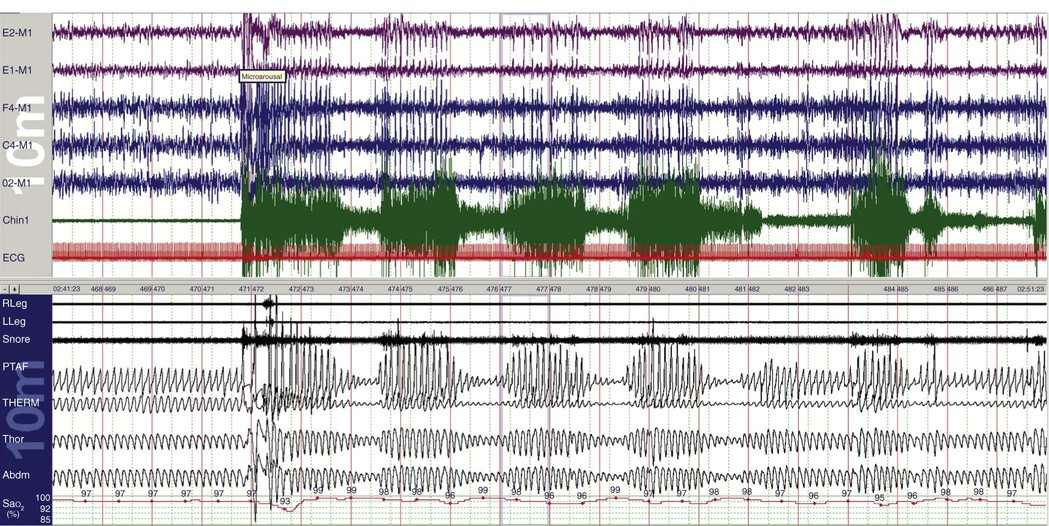 10m
E2-M1
E1-M1
Microarousal
F4-M1
C4-M1
02-M1
Chin1
ECG
- + 02:41:23 468 469 469 470 470 471 471 472 472 473 473 474 474 475 475 476 476 477 477 478 478 479 479 480 480 481 481 482 482 483 484 485 485 486 486 487 02:51:23
10m
RLeg
LLeg
Snore
PTAF
THERM
Thor
Abdm
97 97 97 97 97 97 93 99 99 98 98 96 99 98 96 96 99 97 97 98 98 97 96 97 95 96 98 98 97
SaO2
(%)
100
92
85